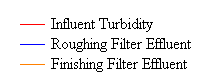 Influent Turbidity
Roughing Filter Effluent
Finishing Filter Effluent